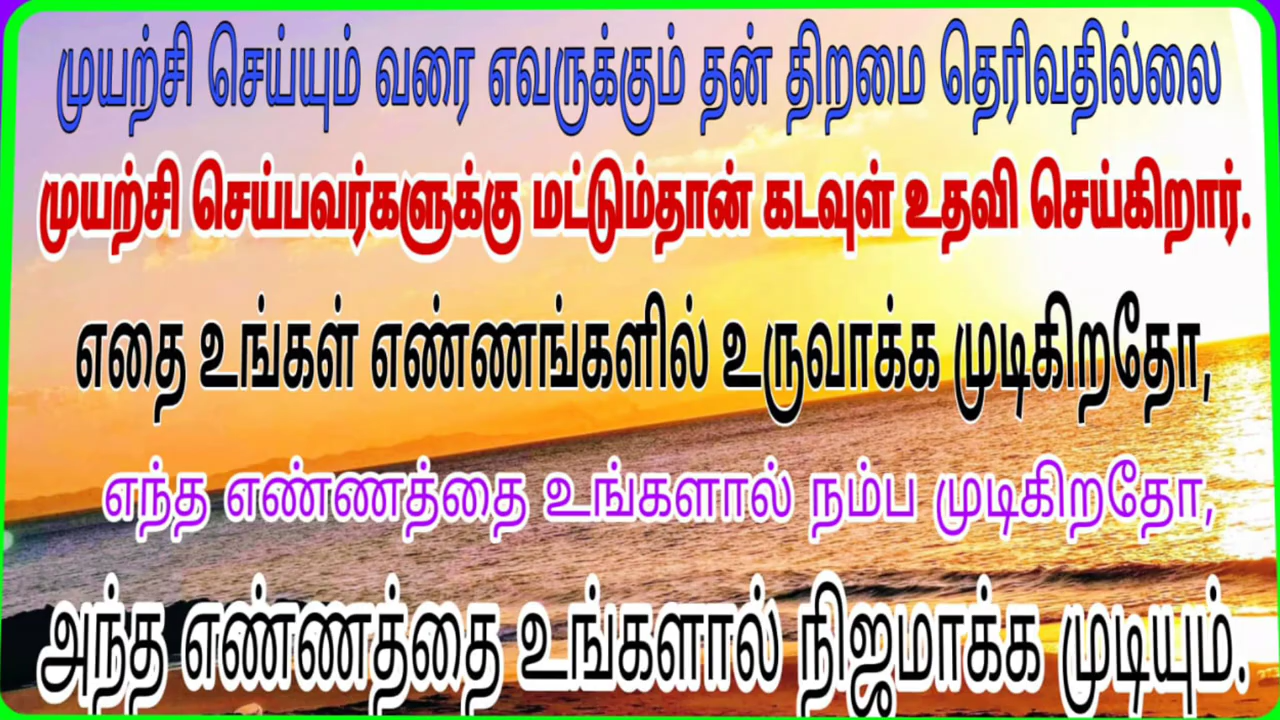 முயற்சி செய்யும் வரை எவருக்கும் தன் திறமை தெரிவதில்லை
முயற்சி செய்பவர்களுக்கு மட்டும்தான் கடவுள் உதவி செய்கிறார்.
எதை உங்கள் எண்ணங்களில் உருவாக்க முடிகிறதோ,
எந்த எண்ணத்தை உங்களால் நம்ப முடிகிறதோ,
அந்த எண்ணத்தை உங்களால் நிஜமாக்க முடியும்.